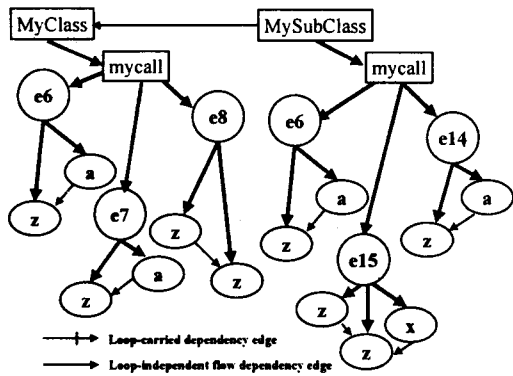 MyClass MySubClass
mycall mycall
e6 e8 e6 e14
a a
z e7 z z z
z e15
z a z x
z
Loop-carried dependency edge
Loop-independent flow dependency edge